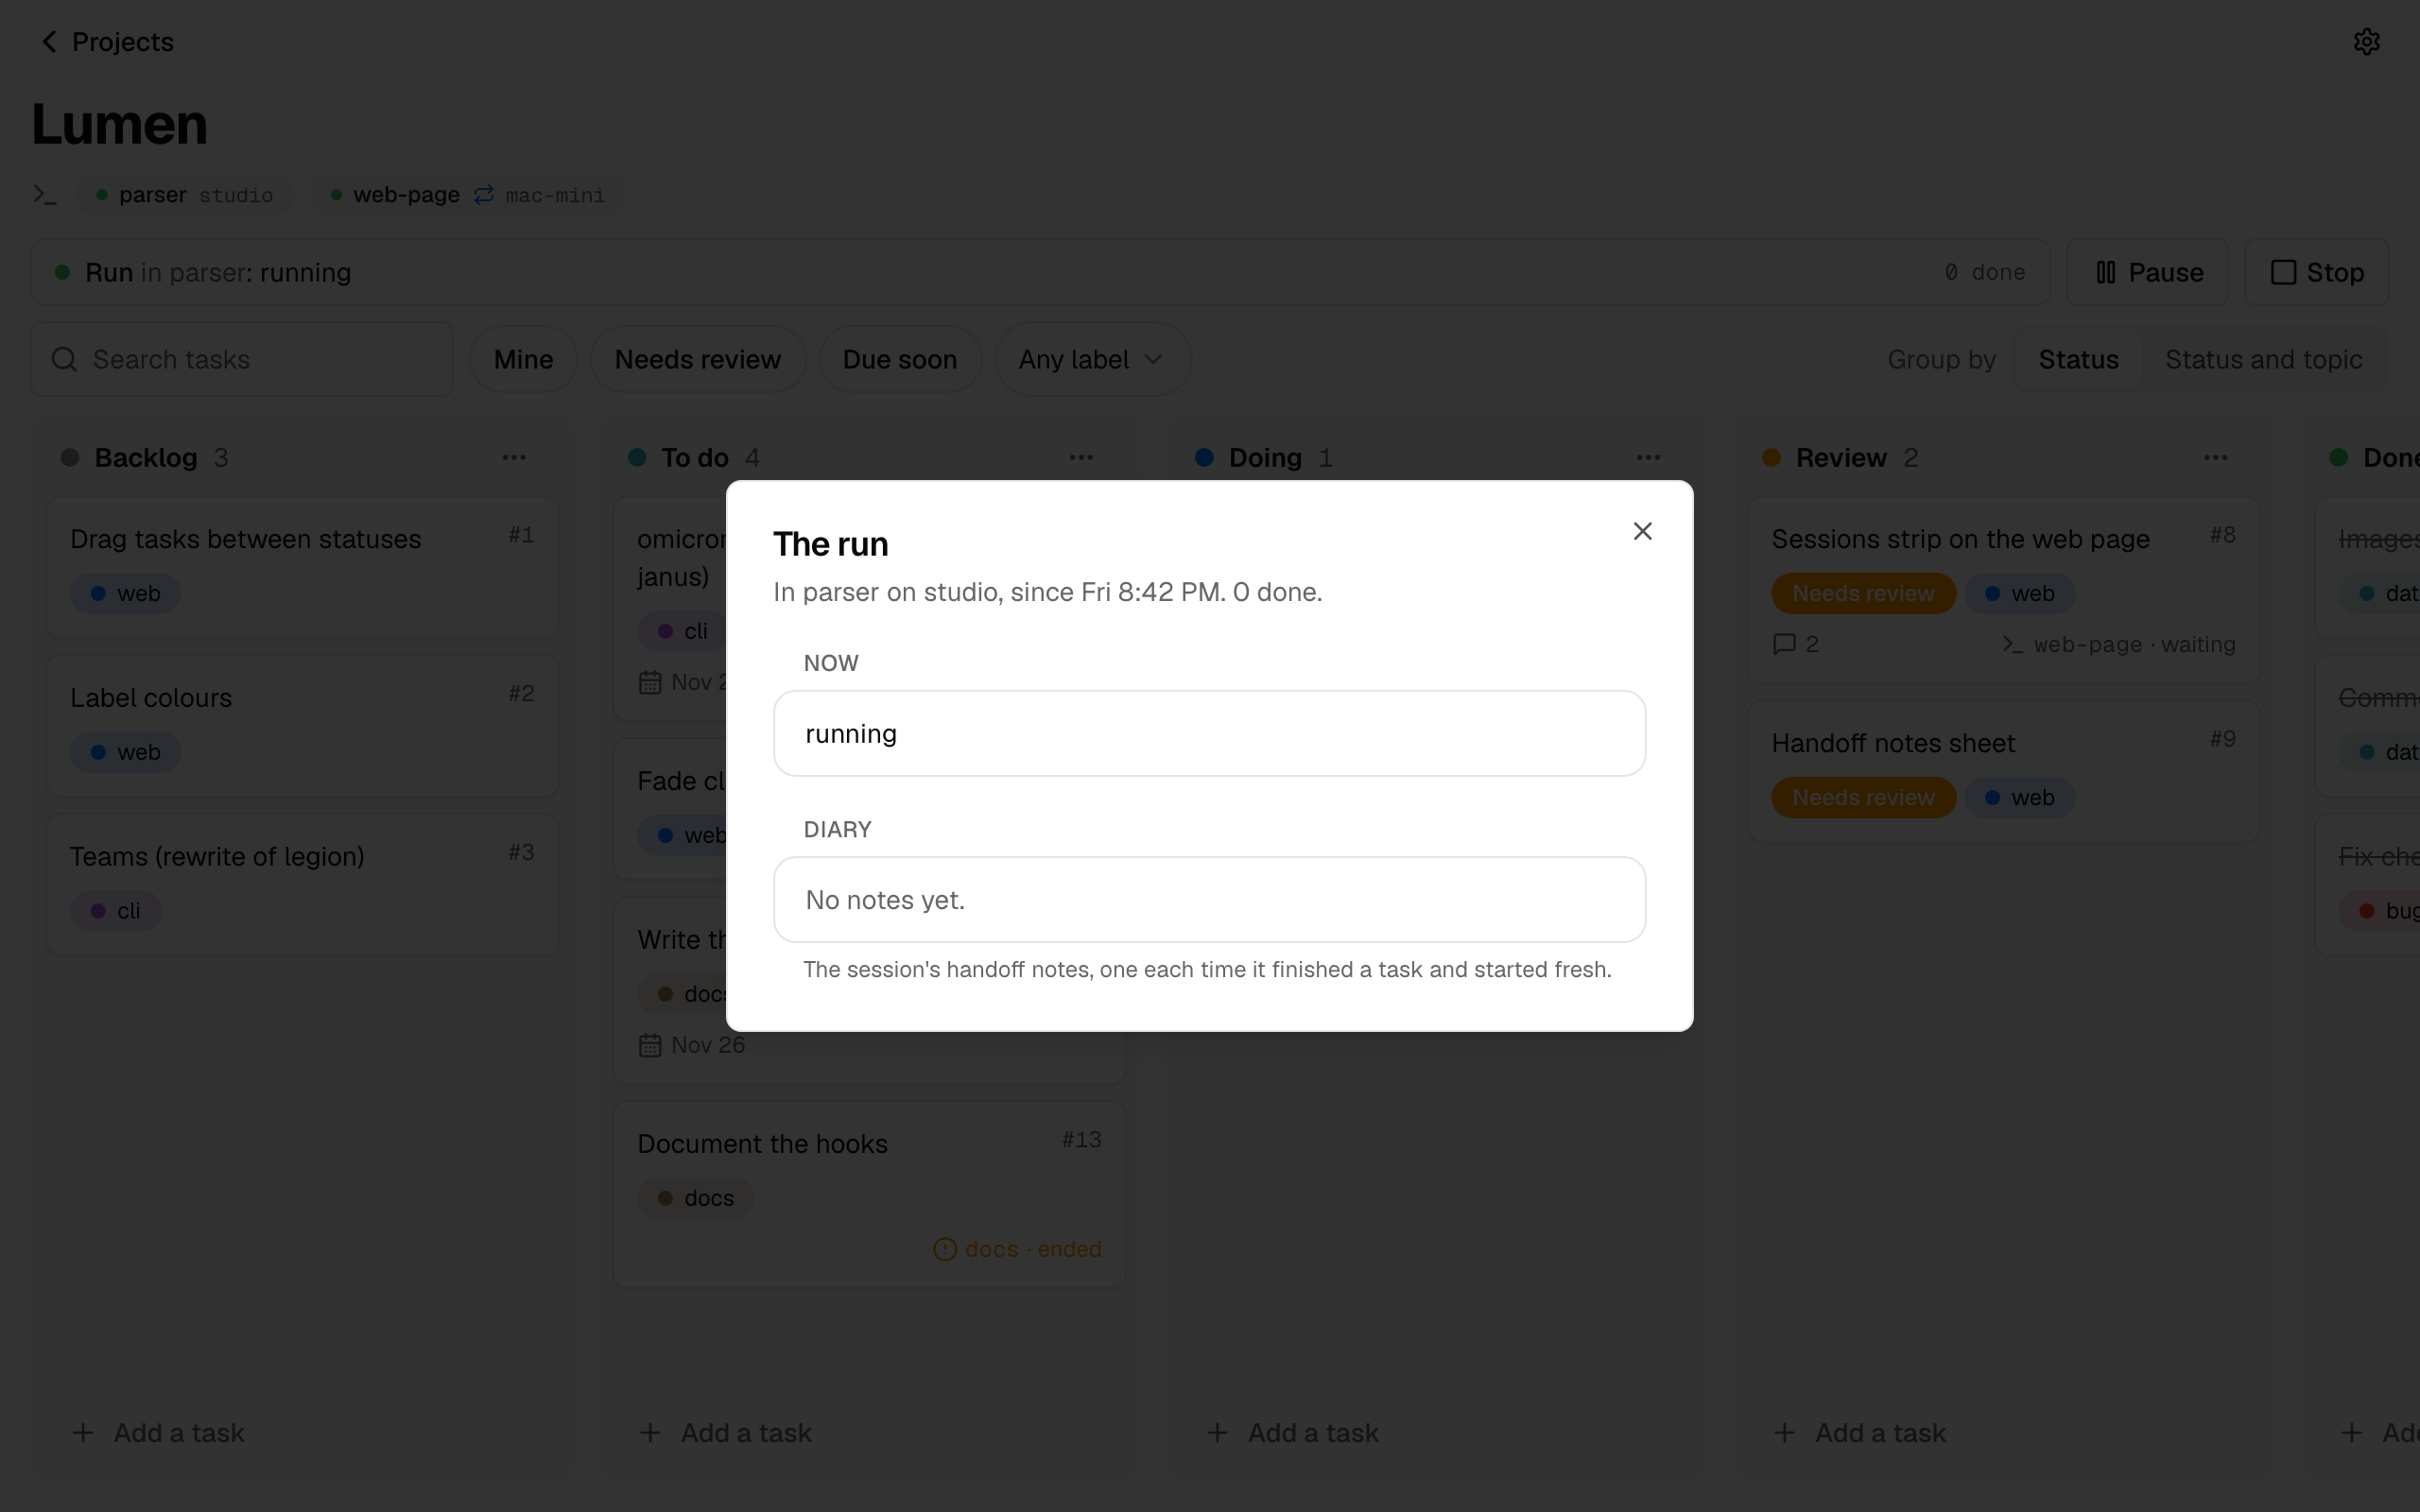 Projects
Lumen
parser studio
web-page mac-mini
Run in parser: running
0 done
Pause
Stop
Search tasks
Mine
Needs review
Due soon
Any label
Group by
Status
Status and topic
Backlog 3
Drag tasks between statuses #1
web
Label colours #2
web
Teams (rewrite of legion) #3
cli
Add a task
To do 4
janus)
cli
Nov
Write
Nov 26
Document the hooks #13
docs
docs · ended
Add a task
Doing 1
Add a task
Review 2
Sessions strip on the web page #8
Needs review
web
2
web-page · waiting
Handoff notes sheet #9
Needs review
web
Add a task
The run
In parser on studio, since Fri 8:42 PM. 0 done.
NOW
running
DIARY
No notes yet.
The session's handoff notes, one each time it finished a task and started fresh.